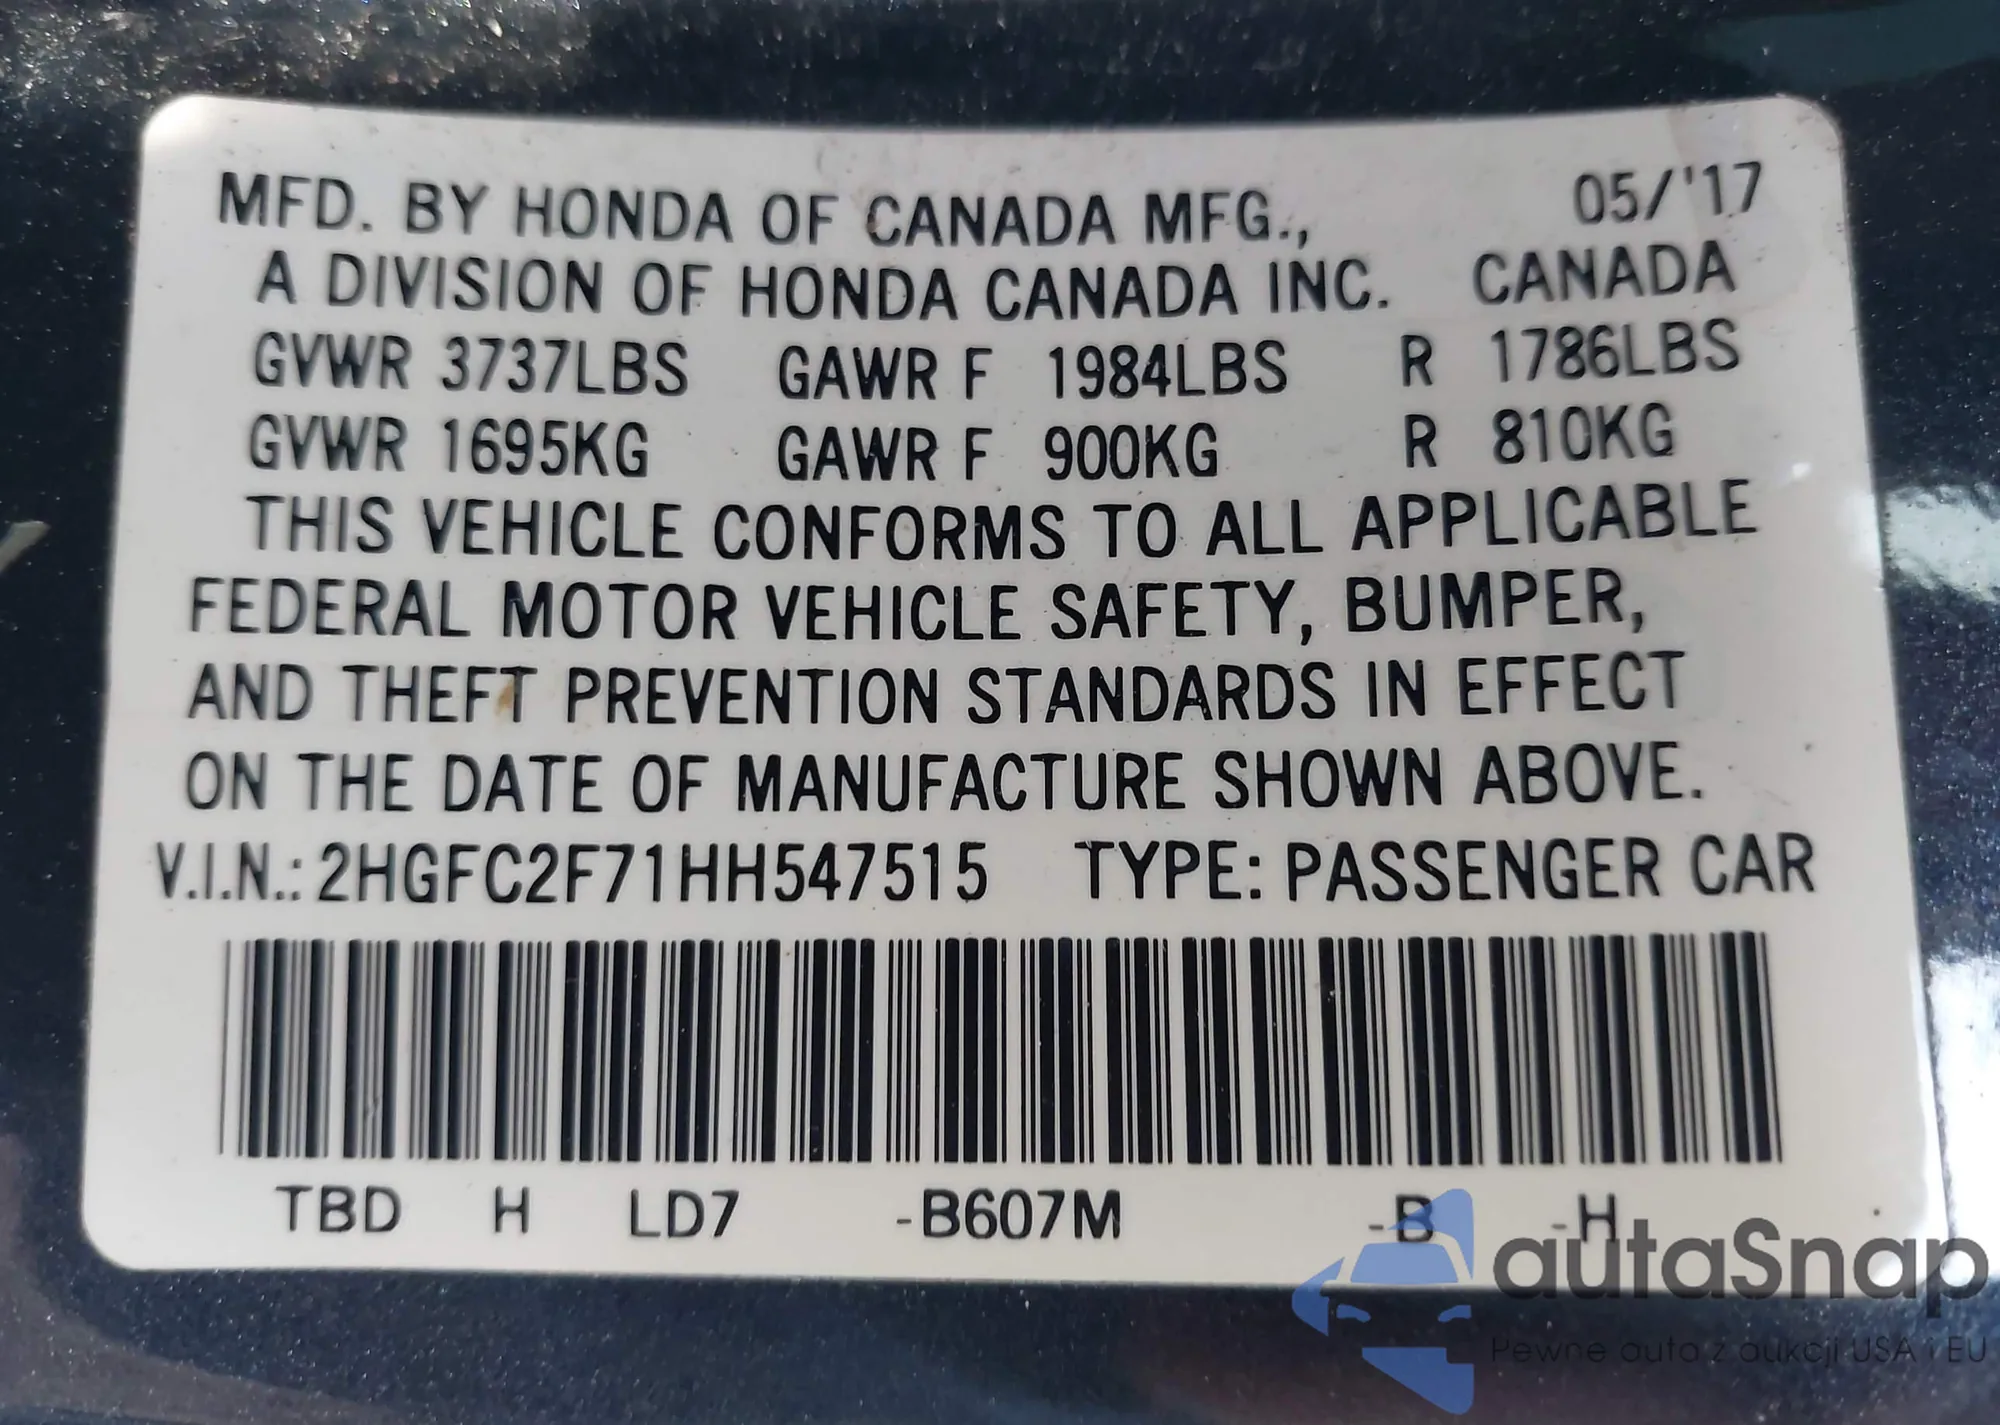 MFD. BY HONDA OF CANADA MFG., 05/'17
A DIVISION OF HONDA CANADA INC. CANADA
GVWR 3737LBS GAWR F 1984LBS R 1786LBS
GVWR 1695KG GAWR F 900KG R 810KG
THIS VEHICLE CONFORMS TO ALL APPLICABLE
FEDERAL MOTOR VEHICLE SAFETY, BUMPER,
AND THEFT PREVENTION STANDARDS IN EFFECT
ON THE DATE OF MANUFACTURE SHOWN ABOVE.
V.I.N.: 2HGFC2F71HH547515 TYPE: PASSENGER CAR
TBD H LD7 -B607M -B -H
autaSnap
Pewne auta z aukcji USA i EU